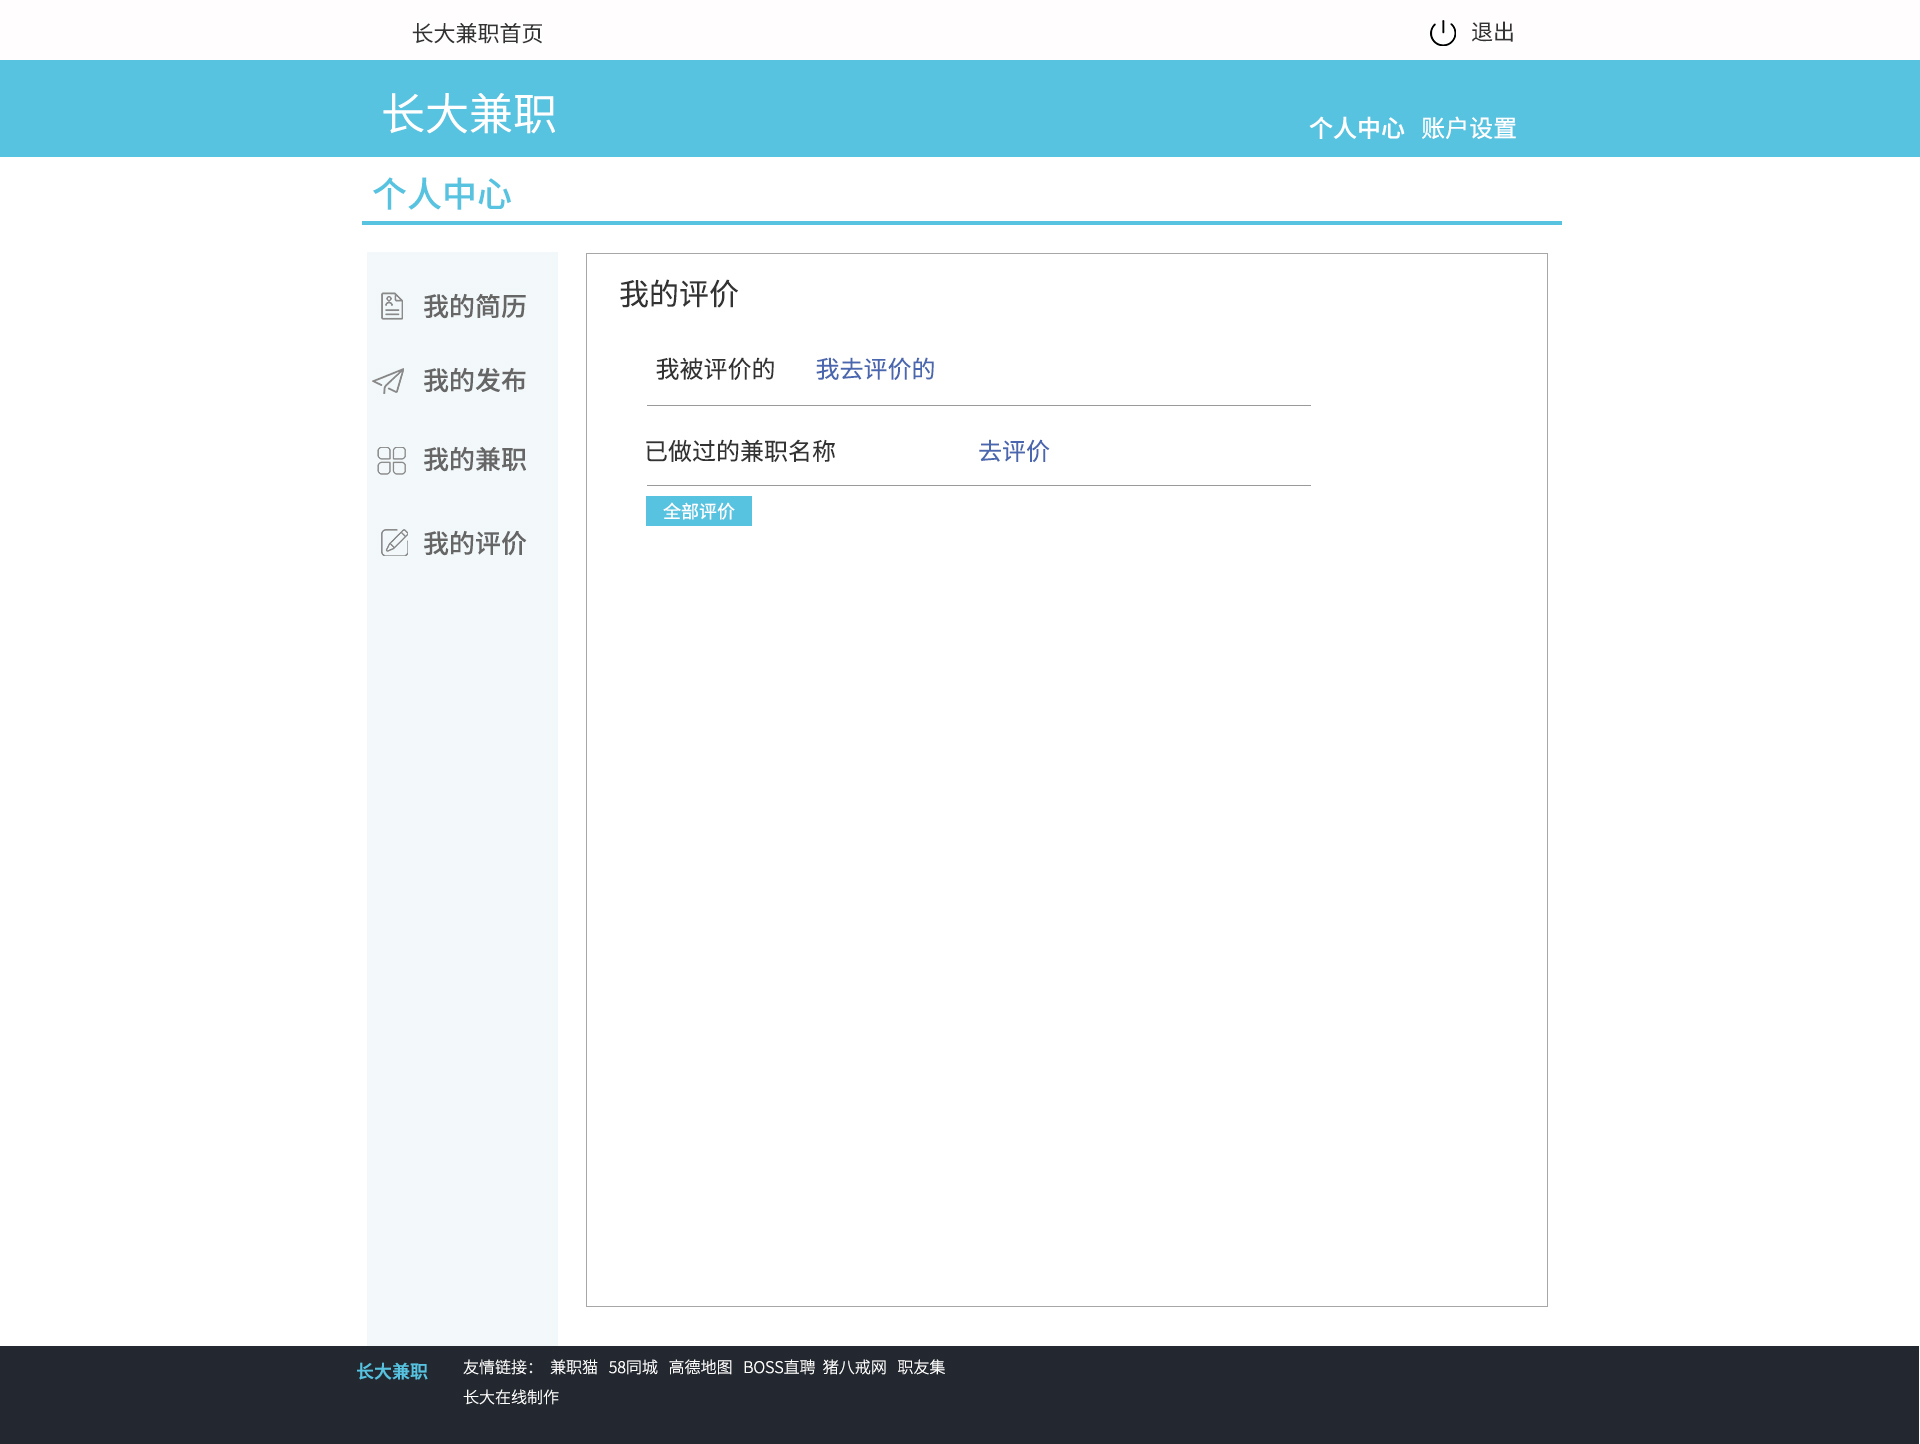 长大兼职首页 退出
长大兼职
个人中心 账户设置
个人中心
我的简历
我的发布
我的兼职
我的评价
我的评价
我被评价的 我去评价的
已做过的兼职名称 去评价
全部评价
长大兼职
友情链接： 兼职猫 58同城 高德地图 BOSS直聘 猪八戒网 职友集
长大在线制作